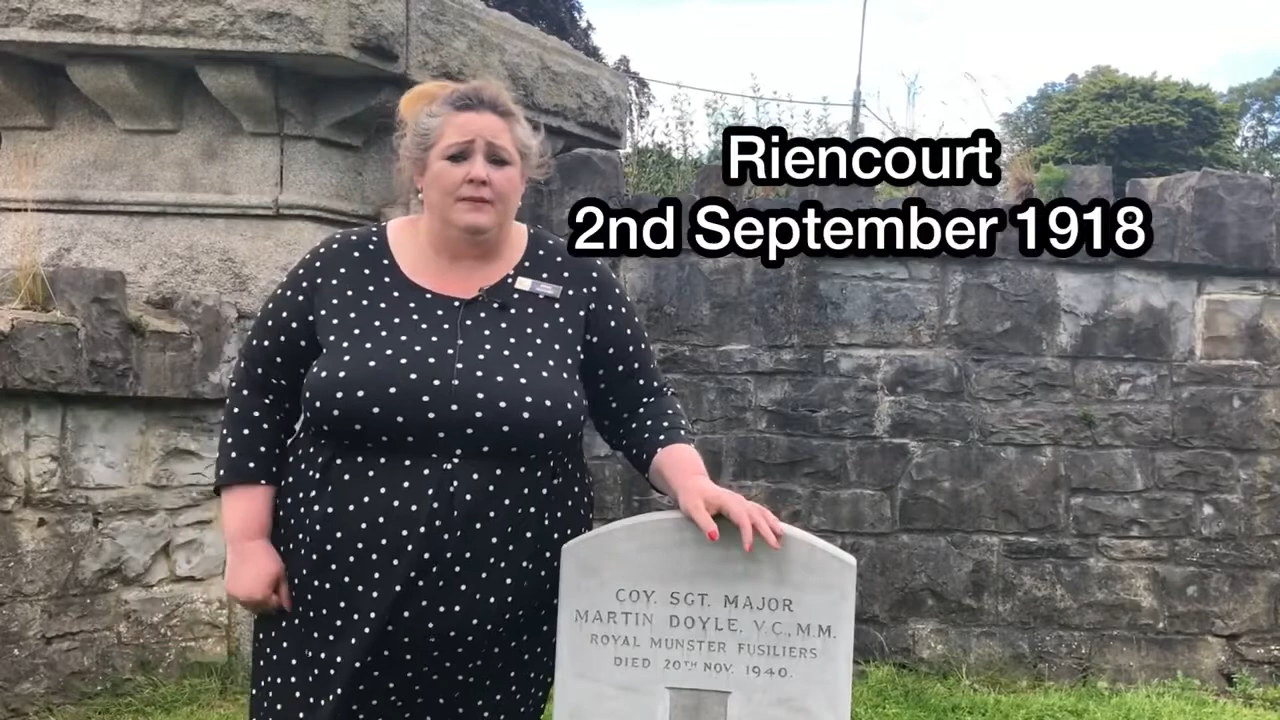 Riencourt
2nd September 1918
COY. SGT. MAJOR
MARTIN DOYLE, V.C., M.M.
ROYAL MUNSTER FUSILIERS
DIED 20TH NOV. 1940.